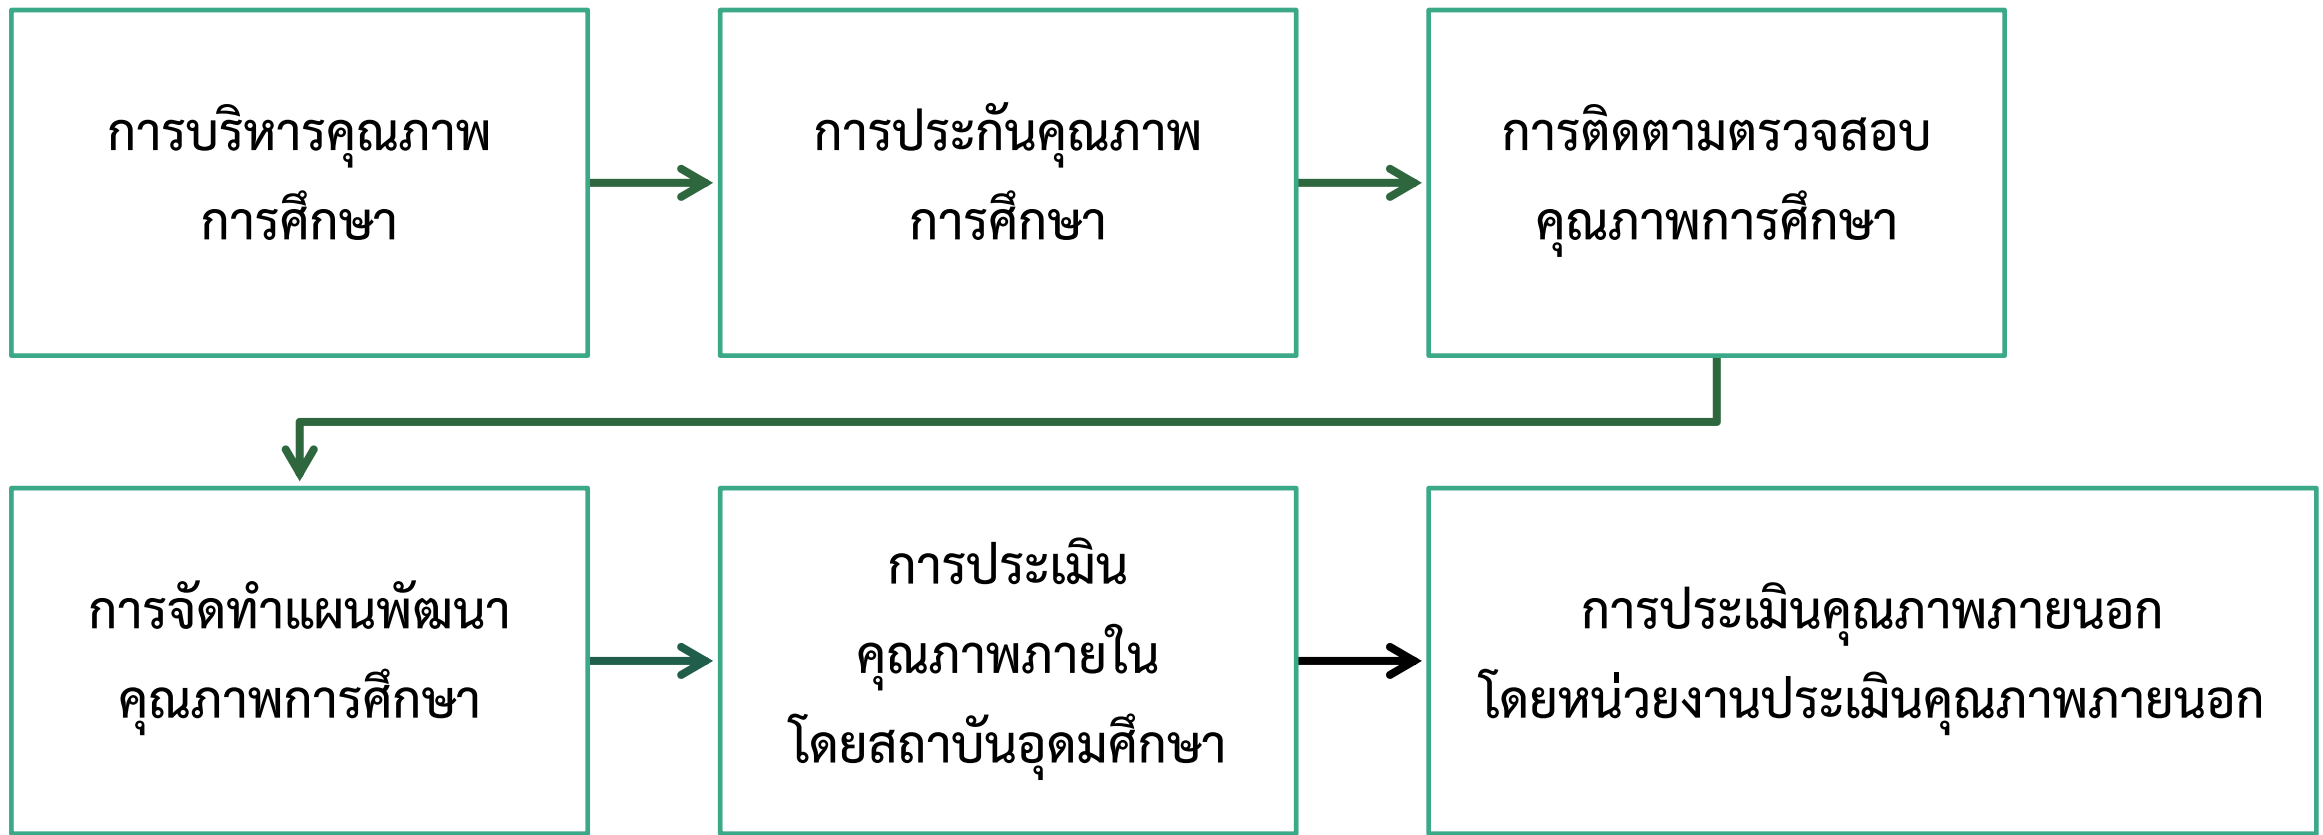 การบริหารคุณภาพ
การศึกษา
การประกันคุณภาพ
การศึกษา
การติดตามตรวจสอบ
คุณภาพการศึกษา
การจัดทำแผนพัฒนา
คุณภาพการศึกษา
การประเมิน
คุณภาพภายใน
โดยสถาบันอุดมศึกษา
การประเมินคุณภาพภายนอก
โดยหน่วยงานประเมินคุณภาพภายนอก